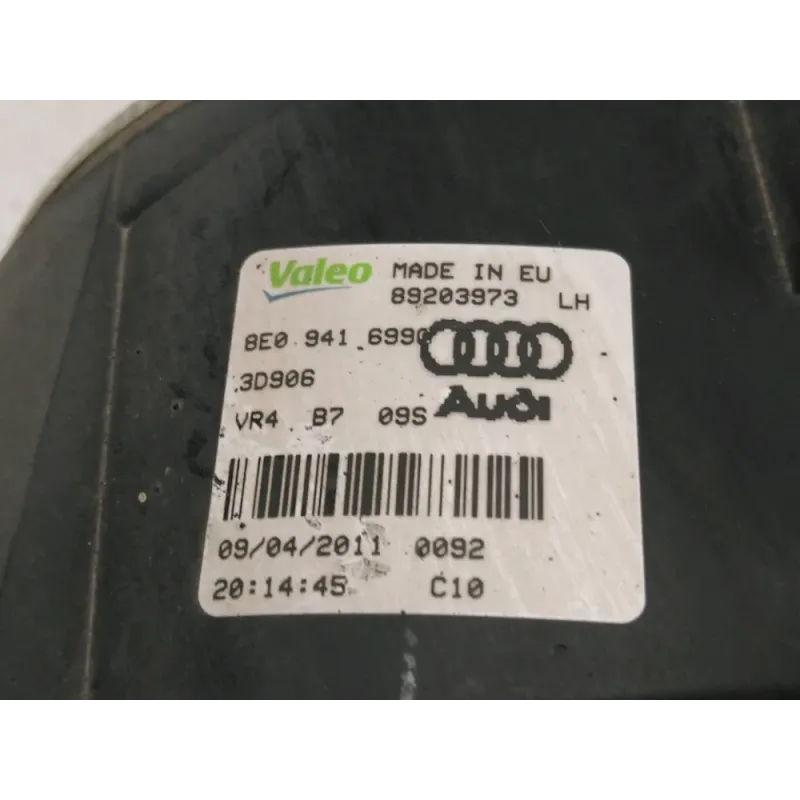 Valeo MADE IN EU
89203973 LH
8E0 941 699C
3D906
Audi
VR4 B7 09S
09/04/2011 0092
20:14:45 C10